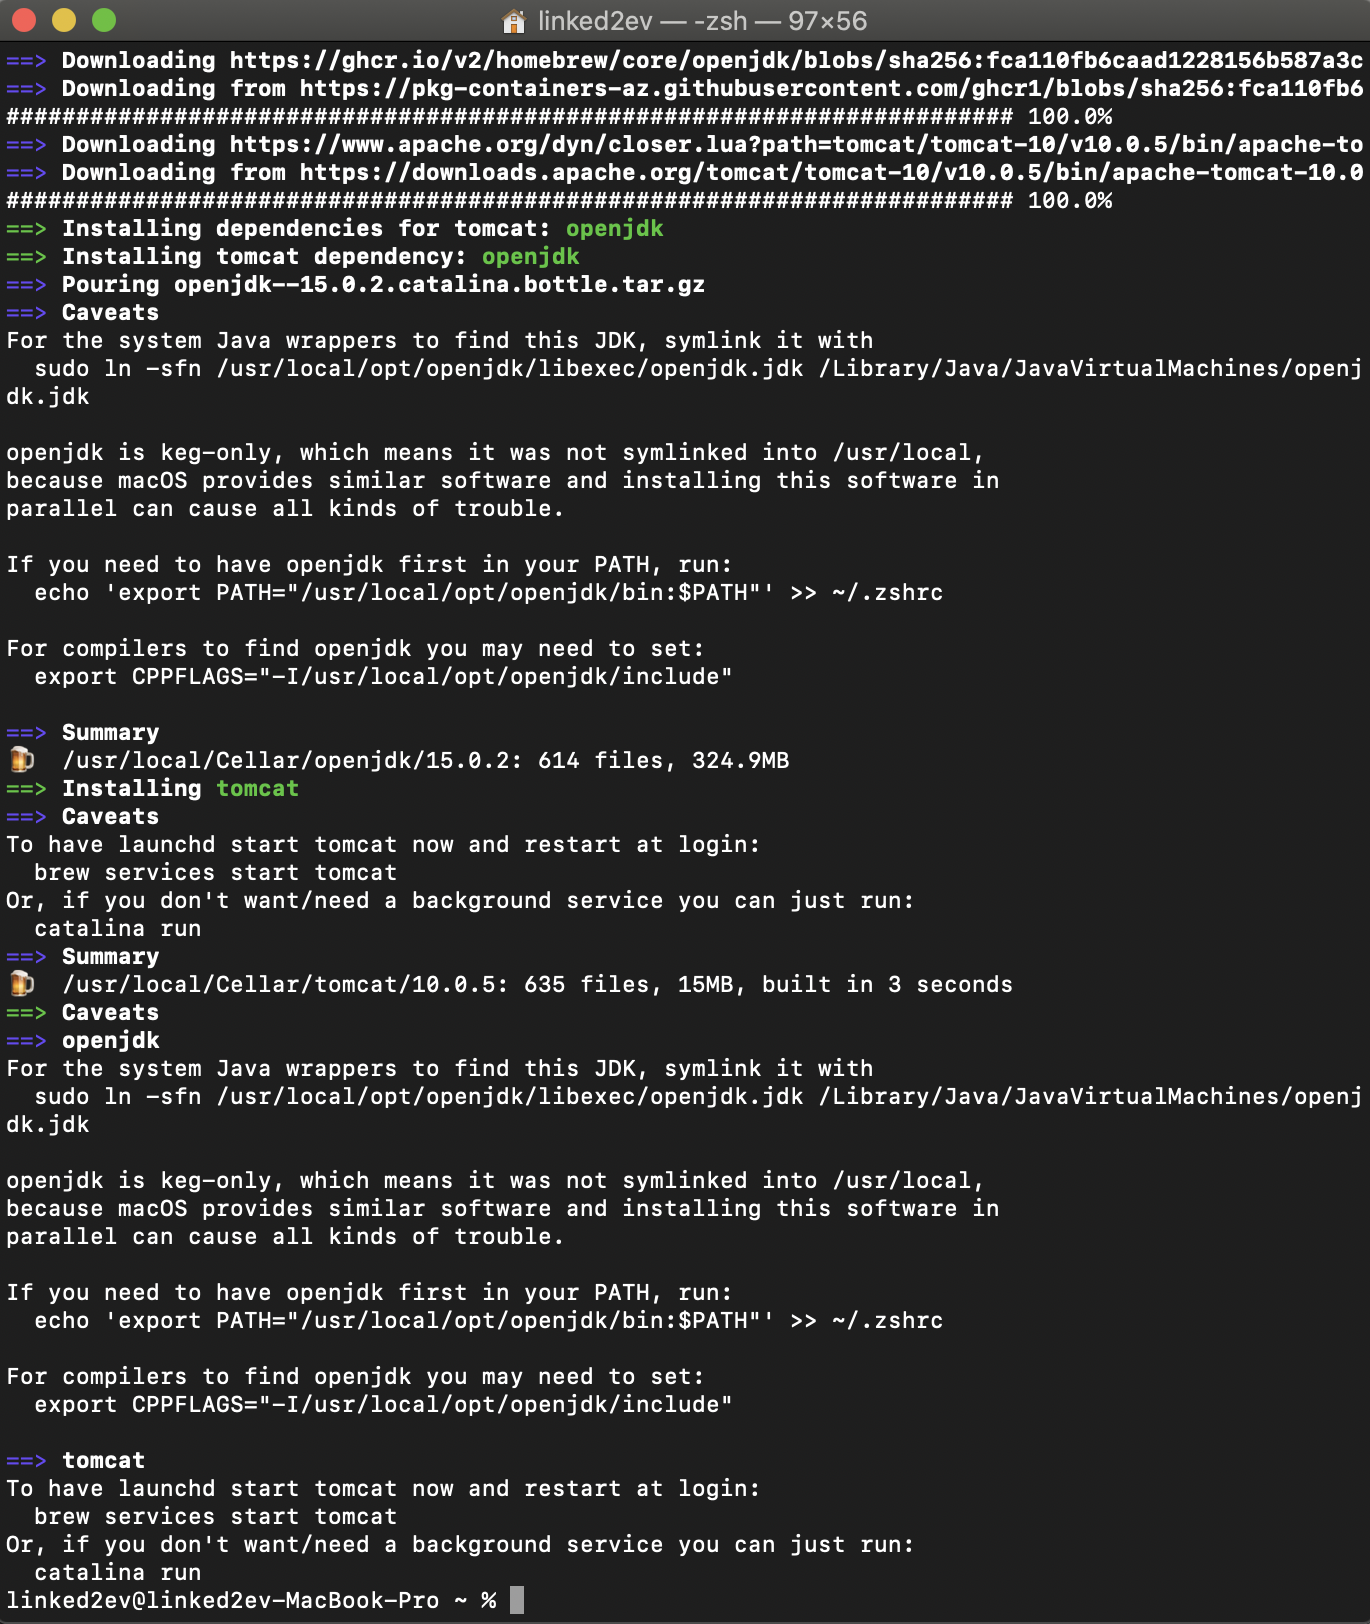 linked2ev — -zsh — 97×56
==> Downloading https://ghcr.io/v2/homebrew/core/openjdk/blobs/sha256:fca110fb6caad1228156b587a3c
==> Downloading from https://pkg-containers-az.githubusercontent.com/ghcr1/blobs/sha256:fca110fb6
######################################################################## 100.0%
==> Downloading https://www.apache.org/dyn/closer.lua?path=tomcat/tomcat-10/v10.0.5/bin/apache-to
==> Downloading from https://downloads.apache.org/tomcat/tomcat-10/v10.0.5/bin/apache-tomcat-10.0
######################################################################## 100.0%
==> Installing dependencies for tomcat: openjdk
==> Installing tomcat dependency: openjdk
==> Pouring openjdk--15.0.2.catalina.bottle.tar.gz
==> Caveats
For the system Java wrappers to find this JDK, symlink it with
  sudo ln -sfn /usr/local/opt/openjdk/libexec/openjdk.jdk /Library/Java/JavaVirtualMachines/openj
dk.jdk

openjdk is keg-only, which means it was not symlinked into /usr/local,
because macOS provides similar software and installing this software in
parallel can cause all kinds of trouble.

If you need to have openjdk first in your PATH, run:
  echo 'export PATH="/usr/local/opt/openjdk/bin:$PATH"' >> ~/.zshrc

For compilers to find openjdk you may need to set:
  export CPPFLAGS="-I/usr/local/opt/openjdk/include"

==> Summary
🍺  /usr/local/Cellar/openjdk/15.0.2: 614 files, 324.9MB
==> Installing tomcat
==> Caveats
To have launchd start tomcat now and restart at login:
  brew services start tomcat
Or, if you don't want/need a background service you can just run:
  catalina run
==> Summary
🍺  /usr/local/Cellar/tomcat/10.0.5: 635 files, 15MB, built in 3 seconds
==> Caveats
==> openjdk
For the system Java wrappers to find this JDK, symlink it with
  sudo ln -sfn /usr/local/opt/openjdk/libexec/openjdk.jdk /Library/Java/JavaVirtualMachines/openj
dk.jdk

openjdk is keg-only, which means it was not symlinked into /usr/local,
because macOS provides similar software and installing this software in
parallel can cause all kinds of trouble.

If you need to have openjdk first in your PATH, run:
  echo 'export PATH="/usr/local/opt/openjdk/bin:$PATH"' >> ~/.zshrc

For compilers to find openjdk you may need to set:
  export CPPFLAGS="-I/usr/local/opt/openjdk/include"

==> tomcat
To have launchd start tomcat now and restart at login:
  brew services start tomcat
Or, if you don't want/need a background service you can just run:
  catalina run
linked2ev@linked2ev-MacBook-Pro ~ %